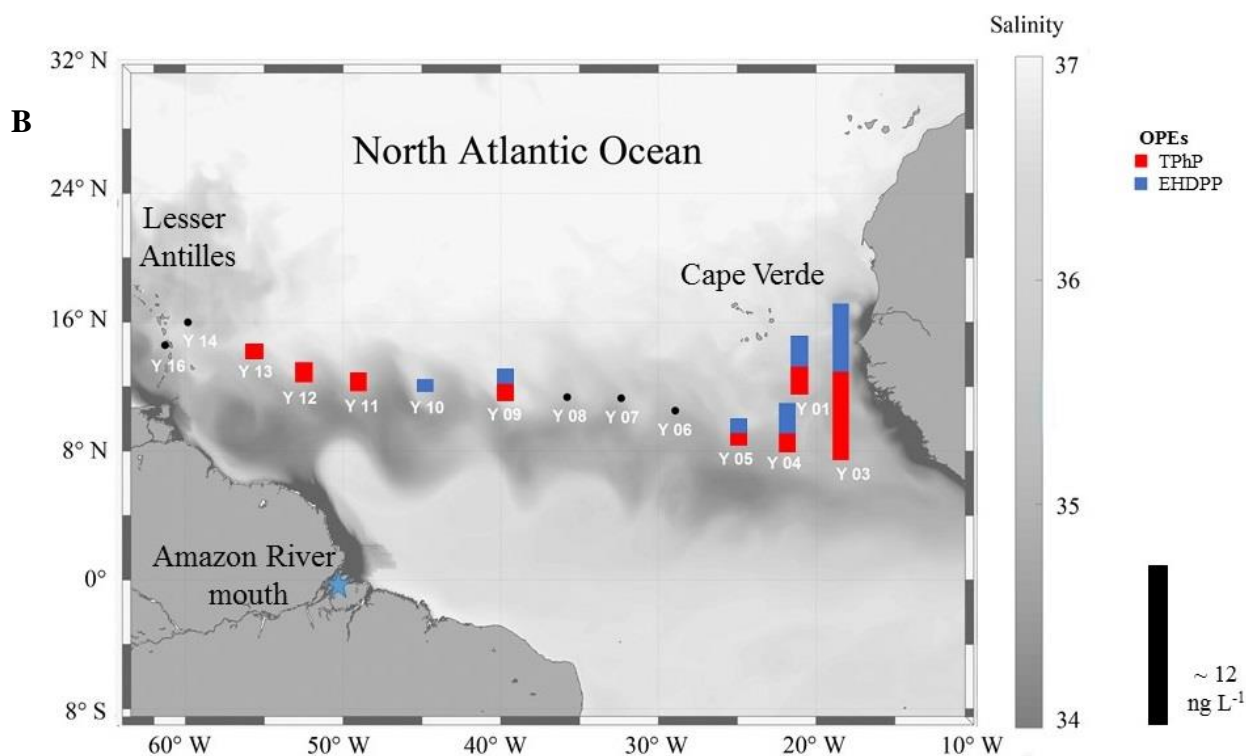 Salinity
32° N
37
B
North Atlantic Ocean
OPEs
TPhP
EHDPP
24° N
Lesser
Antilles
36
Cape Verde
16° N
Y 14
Y 16
Y 13
Y 12
Y 11
Y 10
Y 09
Y 08
Y 07
Y 06
Y 05
Y 04
Y 01
Y 03
8° N
35
Amazon River
mouth
0°
~ 12
ng L⁻¹
8° S
34
60° W
50° W
40° W
30° W
20° W
10° W